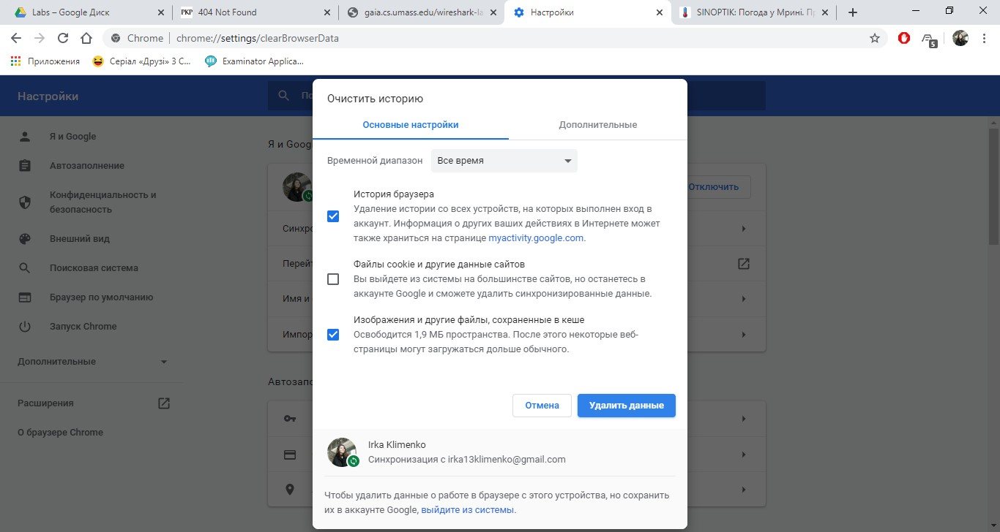 Labs – Google Диск
PKP 404 Not Found
gaia.cs.umass.edu/wireshark-la
Настройки
SINOPTIK: Погода у Мрині. Пр
Chrome
chrome://settings/clearBrowserData
5
Приложения
Серіал «Друзі» 3 С...
Examinator Applica...
Настройки
По
Я и Google
Автозаполнение
Конфиденциальность и
безопасность
Внешний вид
Поисковая система
Браузер по умолчанию
Запуск Chrome
Дополнительные
Расширения
О браузере Chrome
Я и Goog
Отключить
Синхро
Перейт
Имя и
Импор
Автозапо
Очистить историю
Основные настройки
Дополнительные
Временной диапазон
Все время
История браузера
Удаление истории со всех устройств, на которых выполнен вход в
аккаунт. Информация о других ваших действиях в Интернете может
также храниться на странице myactivity.google.com.
Файлы cookie и другие данные сайтов
Вы выйдете из системы на большинстве сайтов, но останетесь в
аккаунте Google и сможете удалить синхронизированные данные.
Изображения и другие файлы, сохраненные в кеше
Освободится 1,9 МБ пространства. После этого некоторые веб-
страницы могут загружаться дольше обычного.
Отмена
Удалить данные
Irka Klimenko
Синхронизация с irka13klimenko@gmail.com
Чтобы удалить данные о работе в браузере с этого устройства, но сохранить
их в аккаунте Google, выйдите из системы.